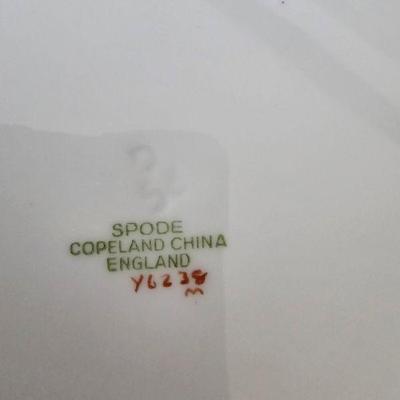 SPODE
COPELAND CHINA
ENGLAND
Y6238
m